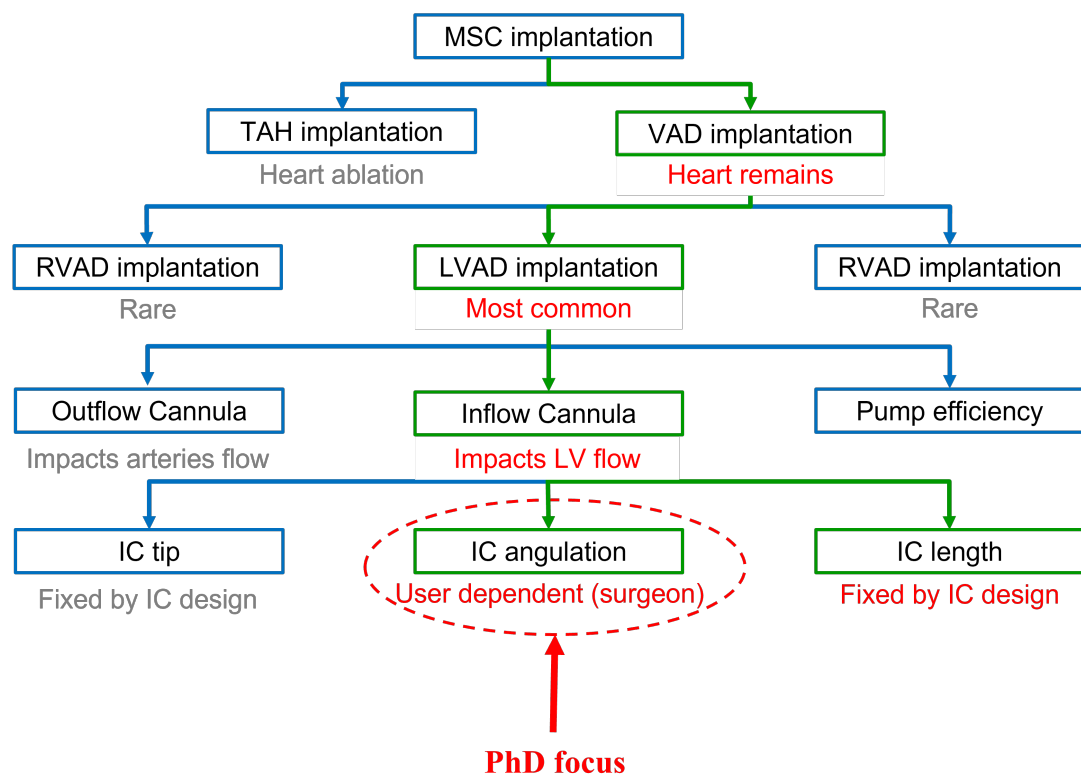 MSC implantation
TAH implantation
VAD implantation
Heart ablation
Heart remains
RVAD implantation
LVAD implantation
RVAD implantation
Rare
Most common
Rare
Outflow Cannula
Inflow Cannula
Pump efficiency
Impacts arteries flow
Impacts LV flow
IC tip
IC angulation
IC length
Fixed by IC design
User dependent (surgeon)
Fixed by IC design
PhD focus